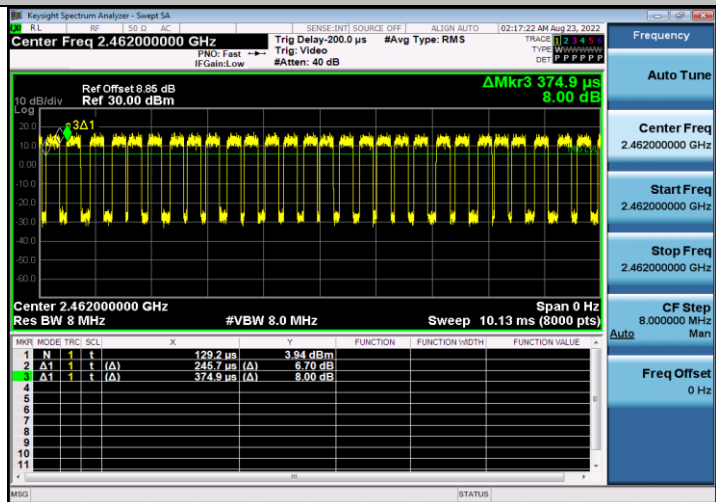 Keysight Spectrum Analyzer - Swept SA
RL RF 50 Ω AC SENSE:INT SOURCE OFF ALIGN AUTO 02:17:22 AM Aug 23, 2022
Center Freq 2.462000000 GHz
PNO: Fast
IFGain:Low
Trig Delay-200.0 µs
Trig: Video
#Atten: 40 dB
#Avg Type: RMS
TRACE 1 2 3 4 5 6
TYPE WWWWWW
DET P P P P P P
Ref Offset 8.85 dB
10 dB/div Ref 30.00 dBm
Log
ΔMkr3 374.9 µs
8.00 dB
3Δ1
20.0
10.0
0.00
-10.0
-20.0
-30.0
-40.0
-50.0
-60.0
Center 2.462000000 GHz Span 0 Hz
Res BW 8 MHz #VBW 8.0 MHz Sweep 10.13 ms (8000 pts)
MKR MODE TRC SCL X Y FUNCTION FUNCTION WIDTH FUNCTION VALUE
1 N 1 t 129.2 µs 3.94 dBm
2 Δ1 1 t (Δ) 245.7 µs (Δ) 6.70 dB
3 Δ1 1 t (Δ) 374.9 µs (Δ) 8.00 dB
4
5
6
7
8
9
10
11
MSG STATUS
Frequency
Auto Tune
Center Freq
2.462000000 GHz
Start Freq
2.462000000 GHz
Stop Freq
2.462000000 GHz
CF Step
8.000000 MHz
Auto Man
Freq Offset
0 Hz